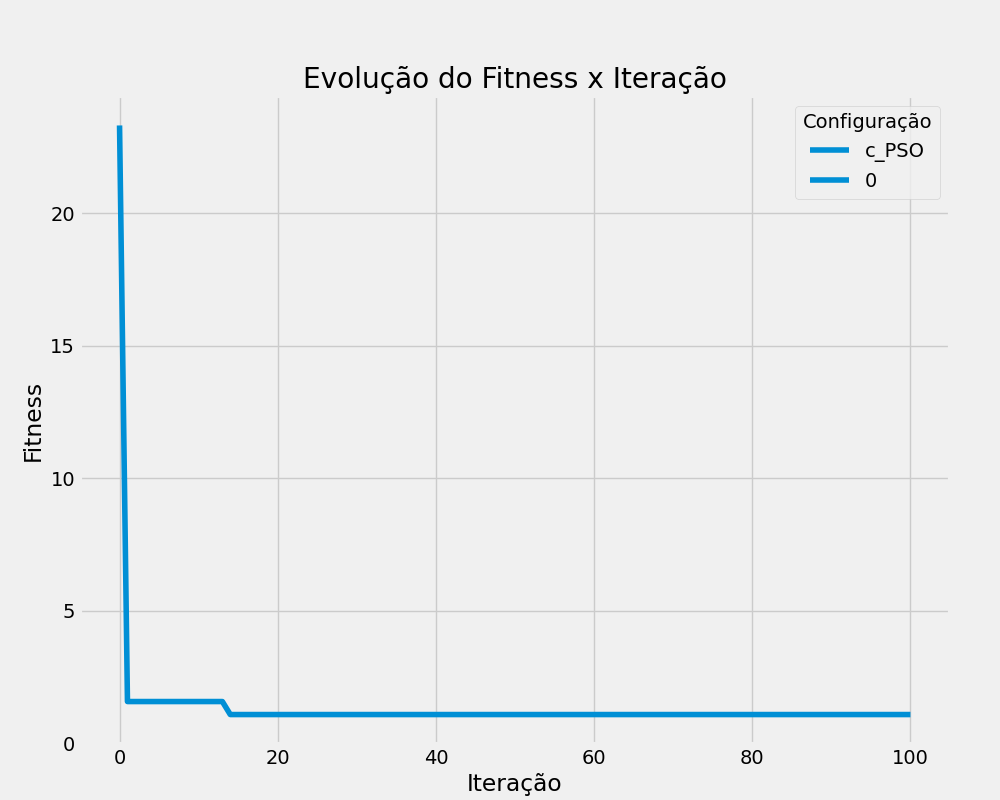 Evolução do Fitness x Iteração
Configuração
c_PSO
0
Fitness
20
15
10
5
0
0 20 40 60 80 100
Iteração